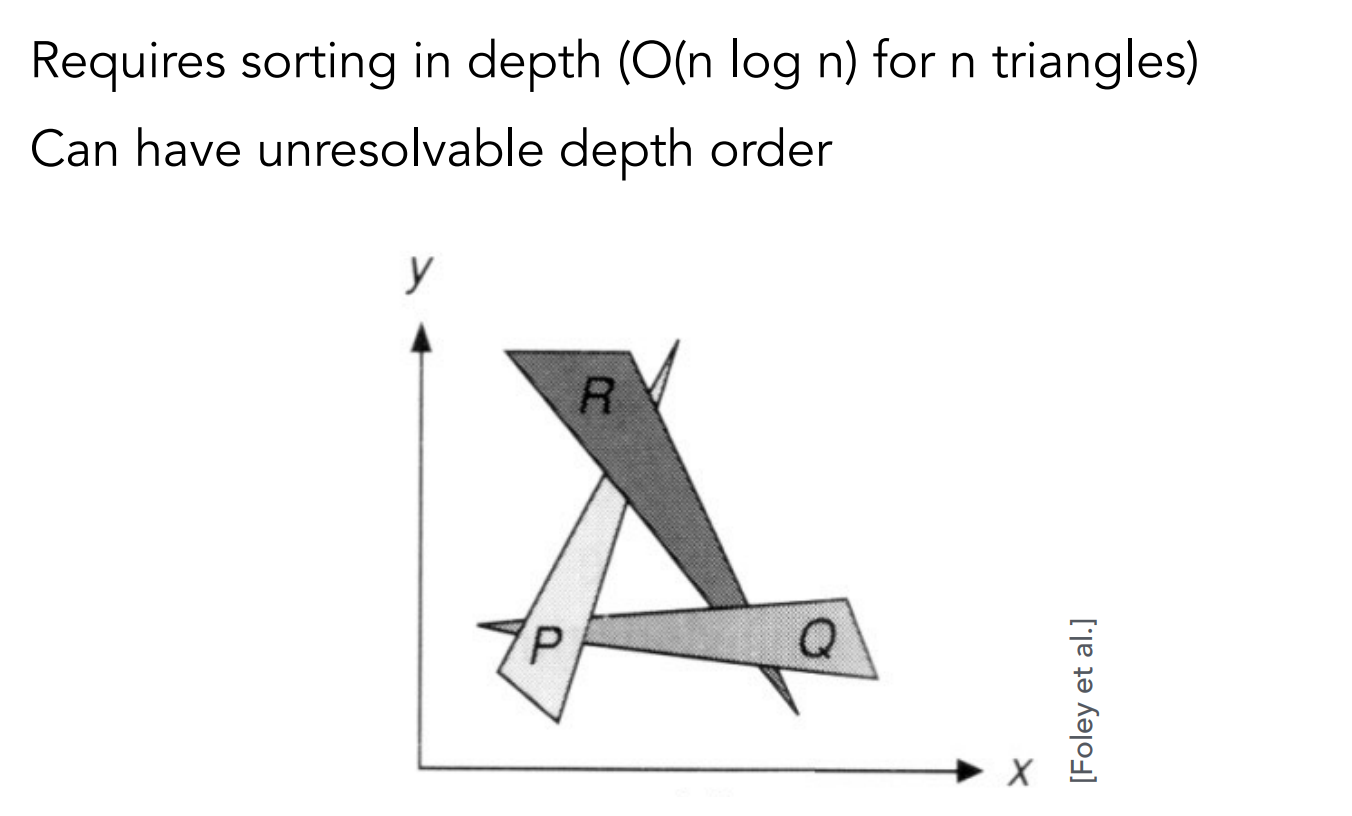 Requires sorting in depth (O(n log n) for n triangles)
Can have unresolvable depth order
y
R
P
Q
x
[Foley et al.]